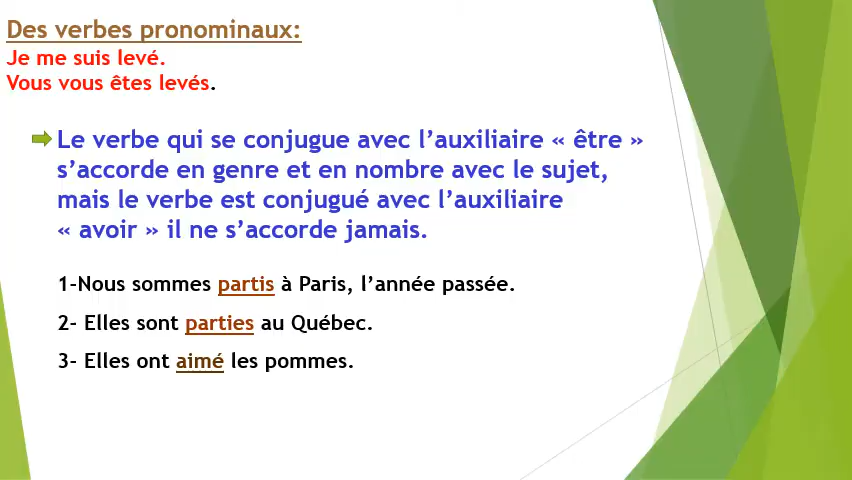 Des verbes pronominaux:
Je me suis levé.
Vous vous êtes levés.
Le verbe qui se conjugue avec l’auxiliaire « être »
s’accorde en genre et en nombre avec le sujet,
mais le verbe est conjugué avec l’auxiliaire
« avoir » il ne s’accorde jamais.
1-Nous sommes partis à Paris, l’année passée.
2- Elles sont parties au Québec.
3- Elles ont aimé les pommes.